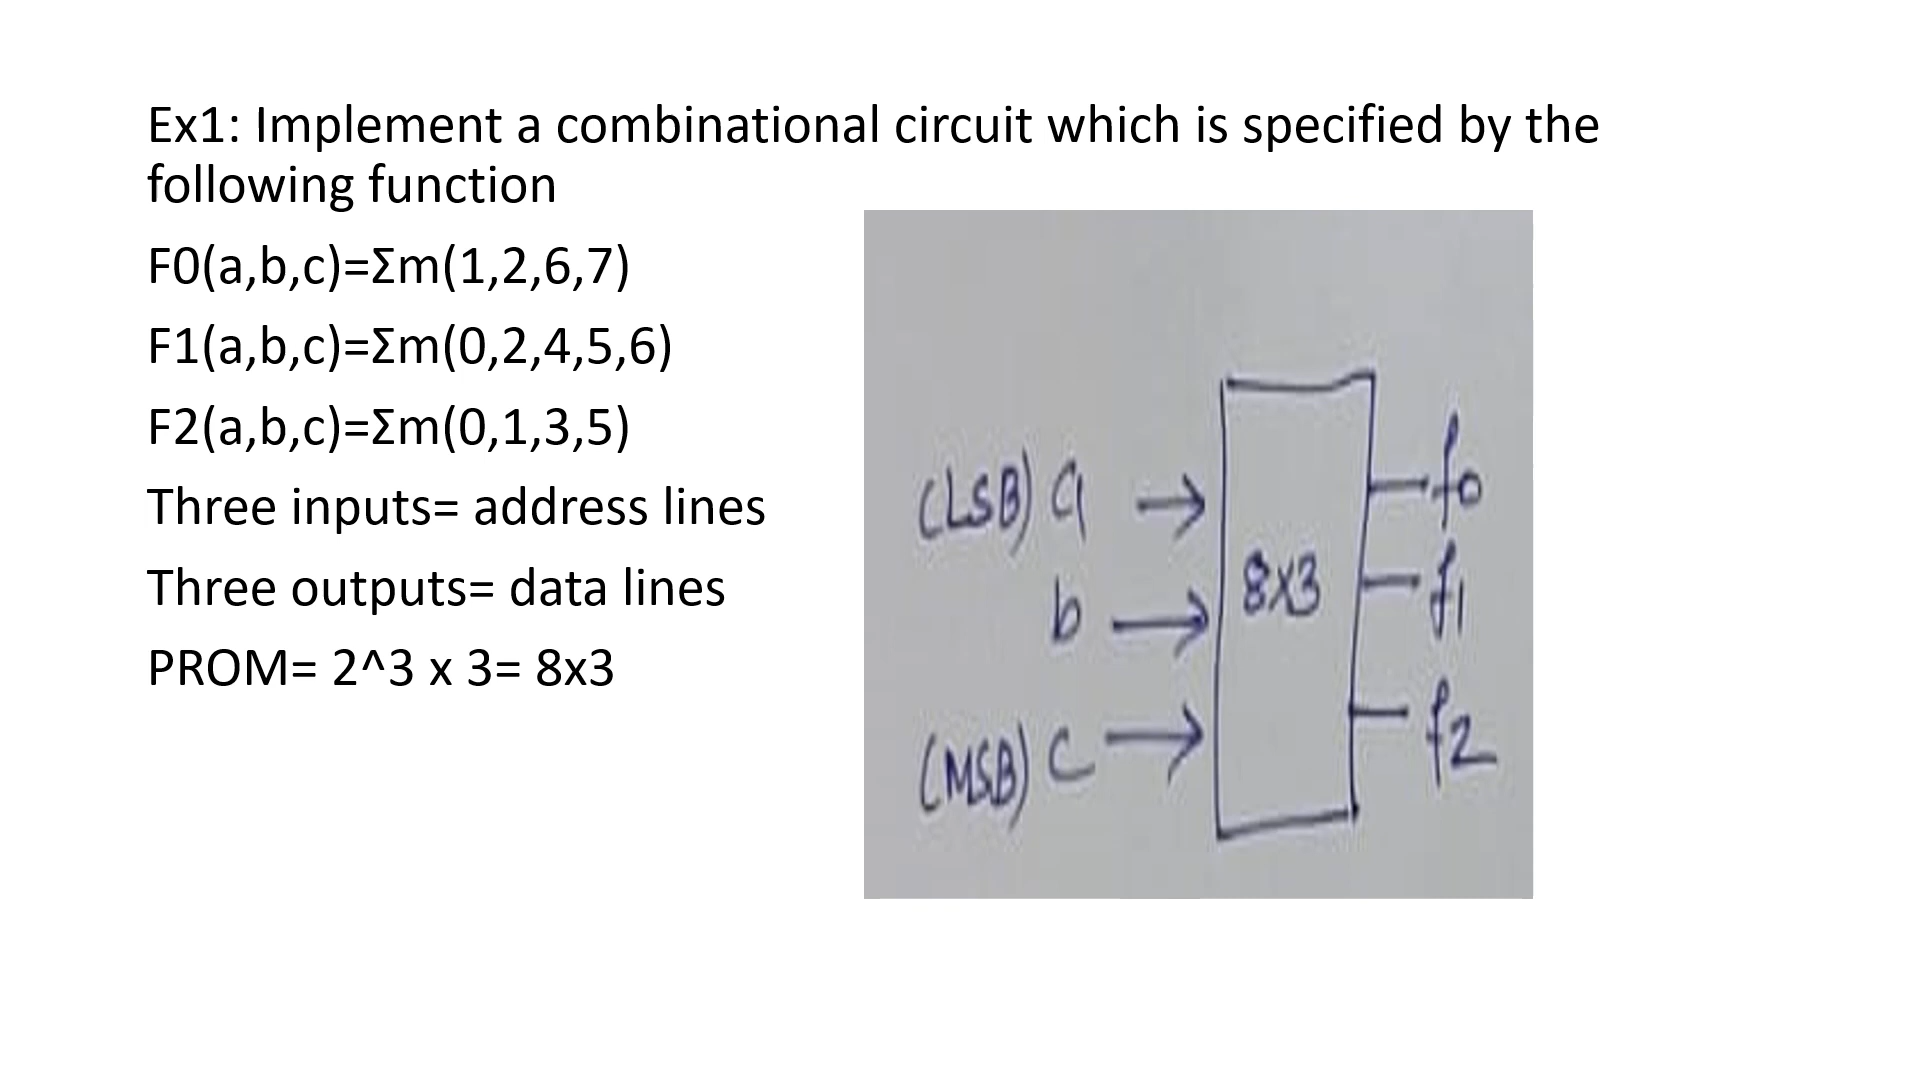 Ex1: Implement a combinational circuit which is specified by the
following function
F0(a,b,c)=Σm(1,2,6,7)
F1(a,b,c)=Σm(0,2,4,5,6)
F2(a,b,c)=Σm(0,1,3,5)
Three inputs= address lines
Three outputs= data lines
PROM= 2^3 x 3= 8x3
(LSB) a
b
(MSB) c
8x3
f0
f1
f2